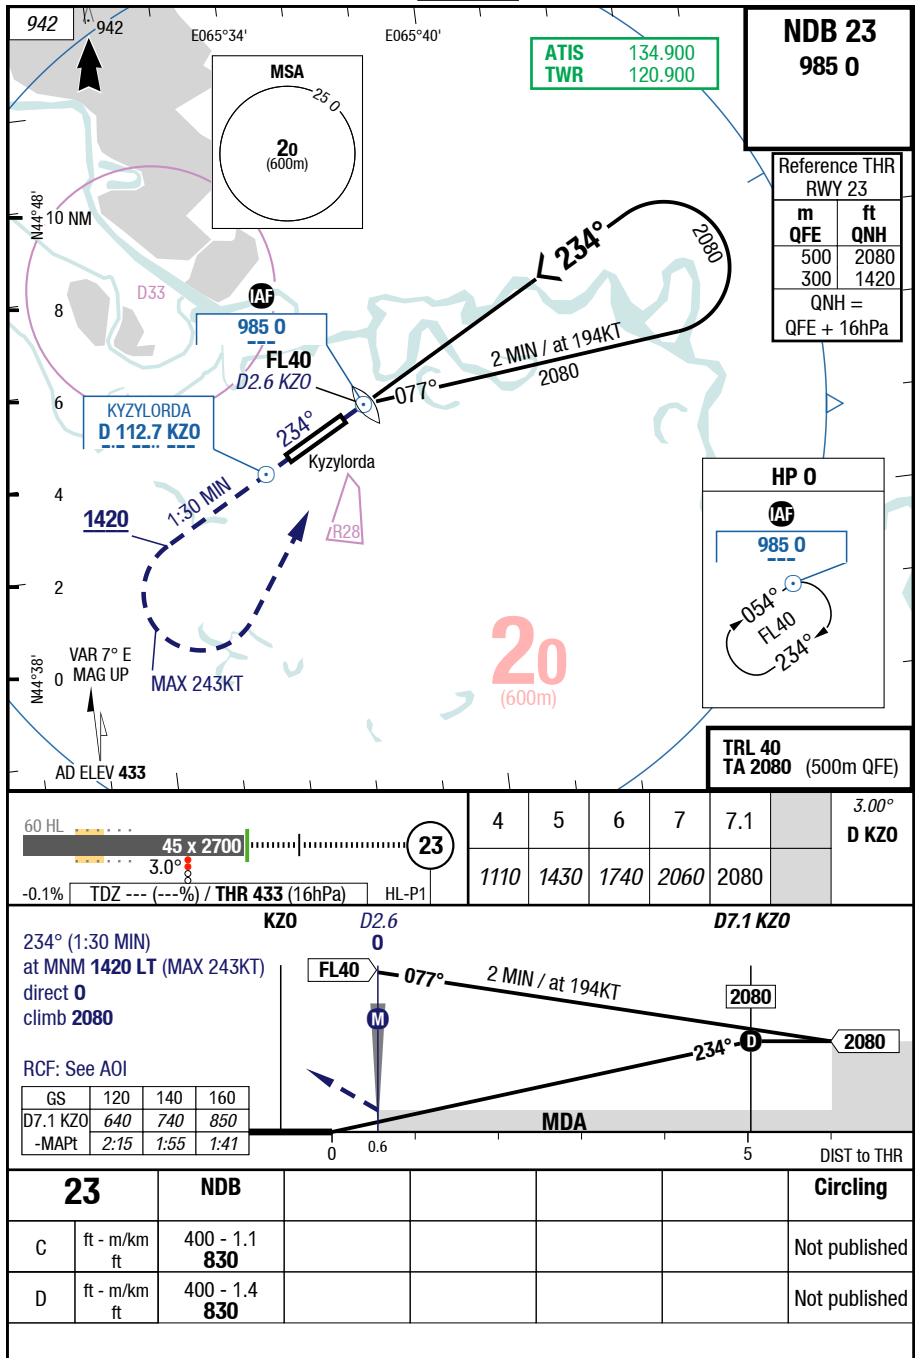 942
942
E065°34'
E065°40'
ATIS 134.900
TWR 120.900
NDB 23
985 O
MSA
25 O
20
(600m)
Reference THR
RWY 23
m ft
QFE QNH
500 2080
300 1420
QNH =
QFE + 16hPa
N44°48'
10 NM
8
6
4
2
0
N44°38'
D33
IAF
985 O
FL40
D2.6 KZO
KYZYLORDA
D 112.7 KZO
234°
2080
2 MIN / at 194KT
2080
077°
234°
Kyzylorda
R28
1:30 MIN
1420
MAX 243KT
20
(600m)
HP O
IAF
985 O
054°
FL40
234°
VAR 7° E
MAG UP
AD ELEV 433
TRL 40
TA 2080 (500m QFE)
60 HL
45 x 2700
23
3.0°
-0.1% TDZ --- (---%) / THR 433 (16hPa) HL-P1
4 5 6 7 7.1 3.00°
D KZO
1110 1430 1740 2060 2080
KZO D2.6 D7.1 KZO
O
234° (1:30 MIN)
at MNM 1420 LT (MAX 243KT)
direct O
climb 2080
RCF: See AOI
FL40
077°
2 MIN / at 194KT
2080
M
234°
D
2080
MDA
GS 120 140 160
D7.1 KZO 640 740 850
-MAPt 2:15 1:55 1:41
0 0.6 5 DIST to THR
23 NDB Circling
C ft - m/km 400 - 1.1 Not published
ft 830
D ft - m/km 400 - 1.4 Not published
ft 830